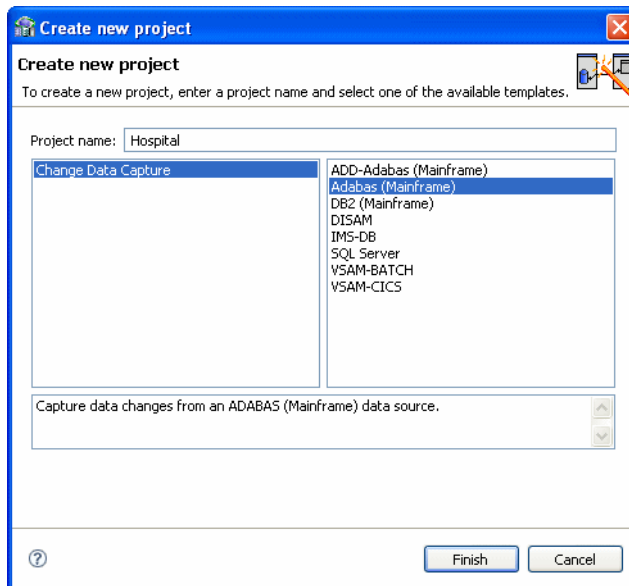 Create new project
Create new project
To create a new project, enter a project name and select one of the available templates.
Project name: Hospital
Change Data Capture
ADD-Adabas (Mainframe)
Adabas (Mainframe)
DB2 (Mainframe)
DISAM
IMS-DB
SQL Server
VSAM-BATCH
VSAM-CICS
Capture data changes from an ADABAS (Mainframe) data source.
?
Finish
Cancel